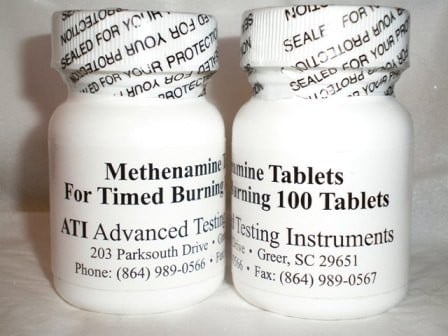 SEALED FOR YOUR PROTECTION
SEALED FOR YOUR PROTECTION
Methenamine
For Timed Burning
ATI Advanced Testing
203 Parksouth Drive •
Phone: (864) 989-0566 •
Tablets
Burning 100 Tablets
Testing Instruments
Drive • Greer, SC 29651
• Fax: (864) 989-0567